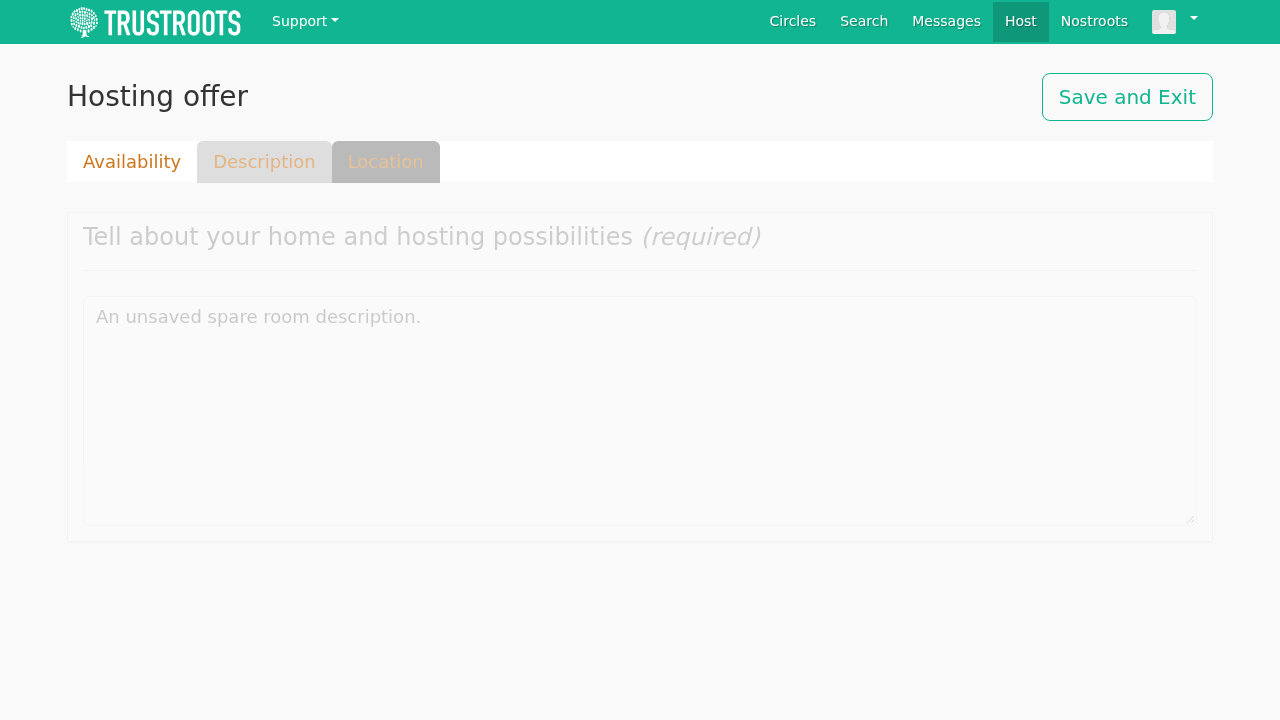 TRUSTROOTS Support Circles Search Messages Host Nostroots
Hosting offer Save and Exit
Availability Description Location
Tell about your home and hosting possibilities (required)
An unsaved spare room description.